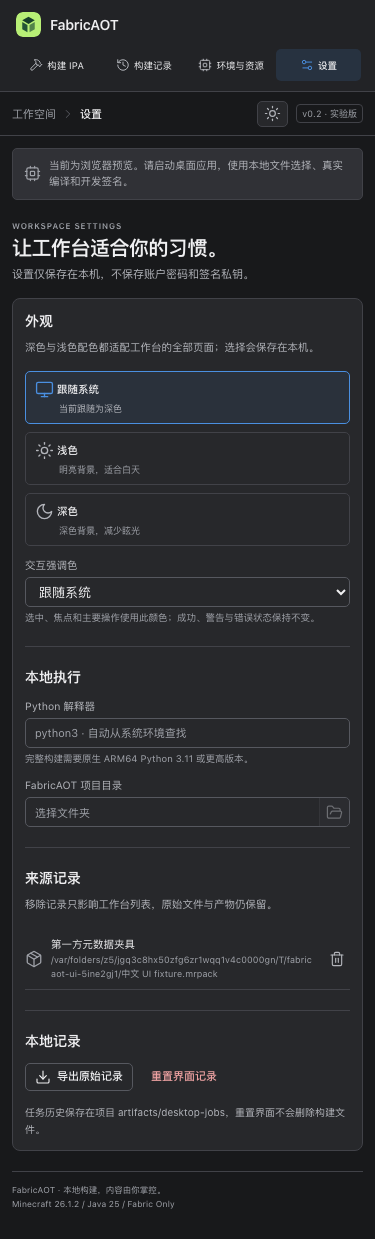 FabricAOT
构建 IPA
构建记录
环境与资源
设置
工作空间
设置
v0.2 · 实验版
当前为浏览器预览。请启动桌面应用，使用本地文件选择、真实
编译和开发签名。
WORKSPACE SETTINGS
让工作台适合你的习惯。
设置仅保存在本机，不保存账户密码和签名私钥。
外观
深色与浅色配色都适配工作台的全部页面；选择会保存在本机。
跟随系统
当前跟随为深色
浅色
明亮背景，适合白天
深色
深色背景，减少眩光
交互强调色
跟随系统
选中、焦点和主要操作使用此颜色；成功、警告与错误状态保持不变。
本地执行
Python 解释器
python3 · 自动从系统环境查找
完整构建需要原生 ARM64 Python 3.11 或更高版本。
FabricAOT 项目目录
选择文件夹
来源记录
移除记录只影响工作台列表，原始文件与产物仍保留。
第一方元数据夹具
/var/folders/z5/jgq3c8hx50zfg6zr1wqq1v4c0000gn/T/fabric
aot-ui-5ine2gj1/中文 UI fixture.mrpack
本地记录
导出原始记录
重置界面记录
任务历史保存在项目 artifacts/desktop-jobs，重置界面不会删除构建文
件。
FabricAOT · 本地构建，内容由你掌控。
Minecraft 26.1.2 / Java 25 / Fabric Only